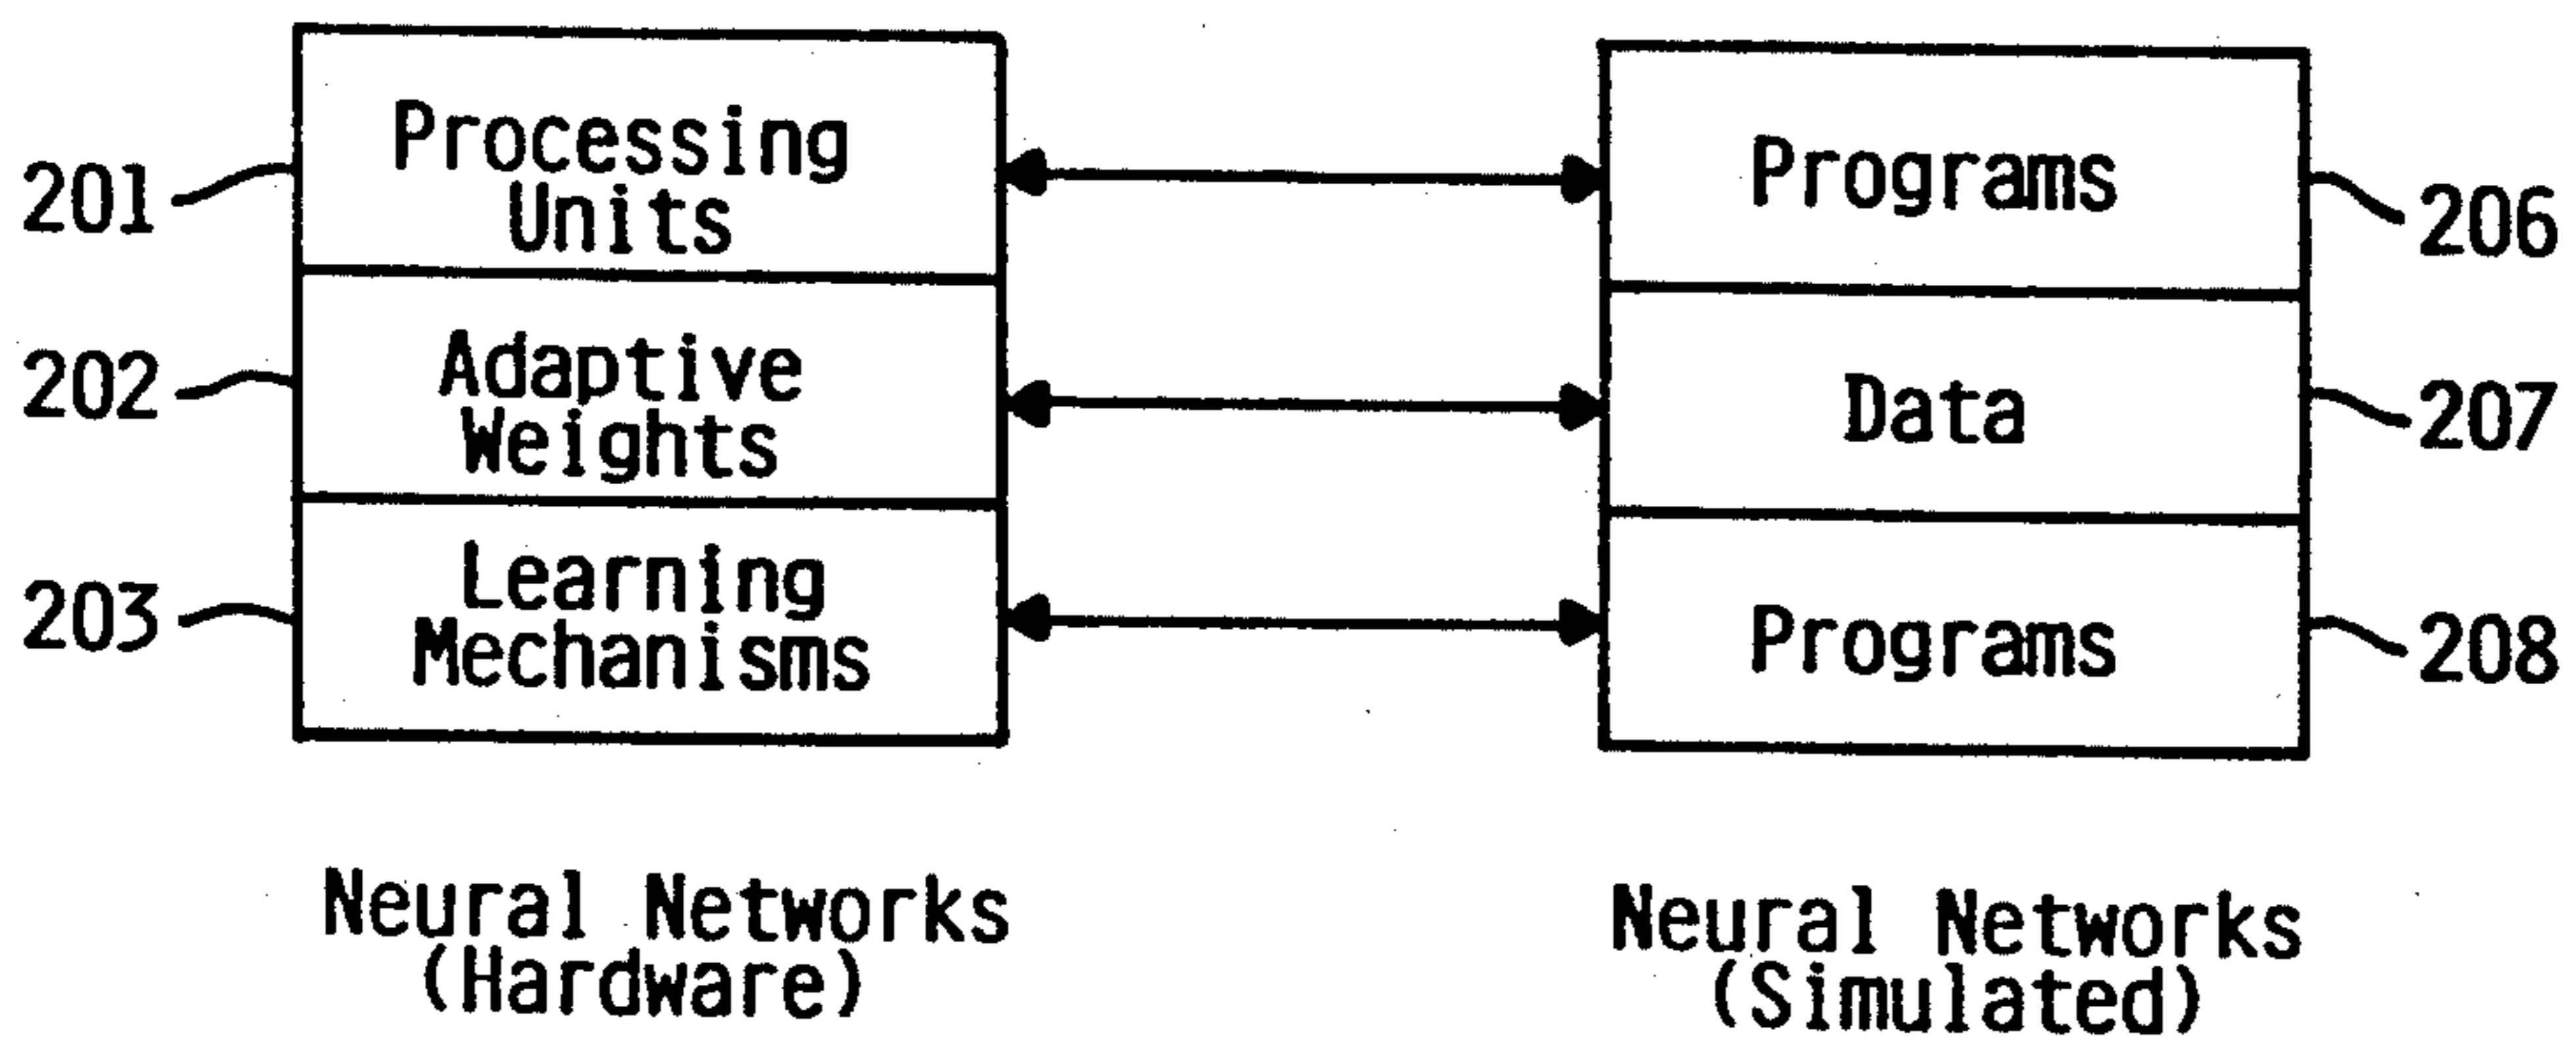 201
Processing
Units
Programs
206
202
Adaptive
Weights
Data
207
203
Learning
Mechanisms
Programs
208
Neural Networks
(Hardware)
Neural Networks
(Simulated)